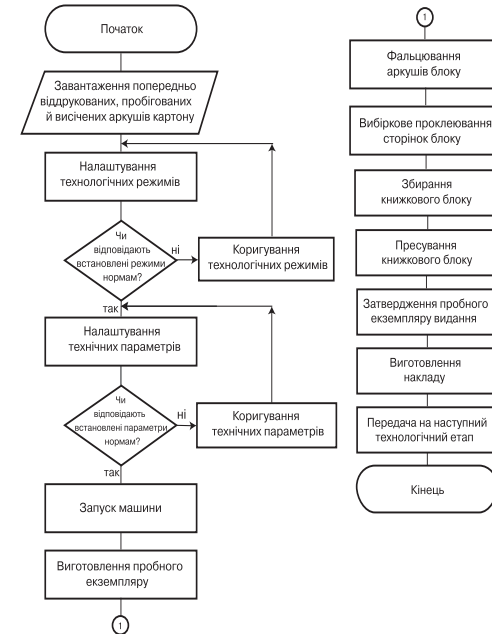 Початок
Завантаження попередньо
віддрукованих, пробігованих
й висічених аркушів картону
Налаштування
технологічних режимів
Чи
відповідають
встановлені режими
нормам?
ні
Коригування
технологічних режимів
так
Налаштування
технічних параметрів
Чи
відповідають
встановлені параметри
нормам?
ні
Коригування
технічних параметрів
так
Запуск машини
Виготовлення пробного
екземпляру
1
1
Фальцювання
аркушів блоку
Вибіркове проклеювання
сторінок блоку
Збирання
книжкового блоку
Пресування
книжкового блоку
Затвердження пробного
екземпляру видання
Виготовлення
накладу
Передача на наступний
технологічний етап
Кінець